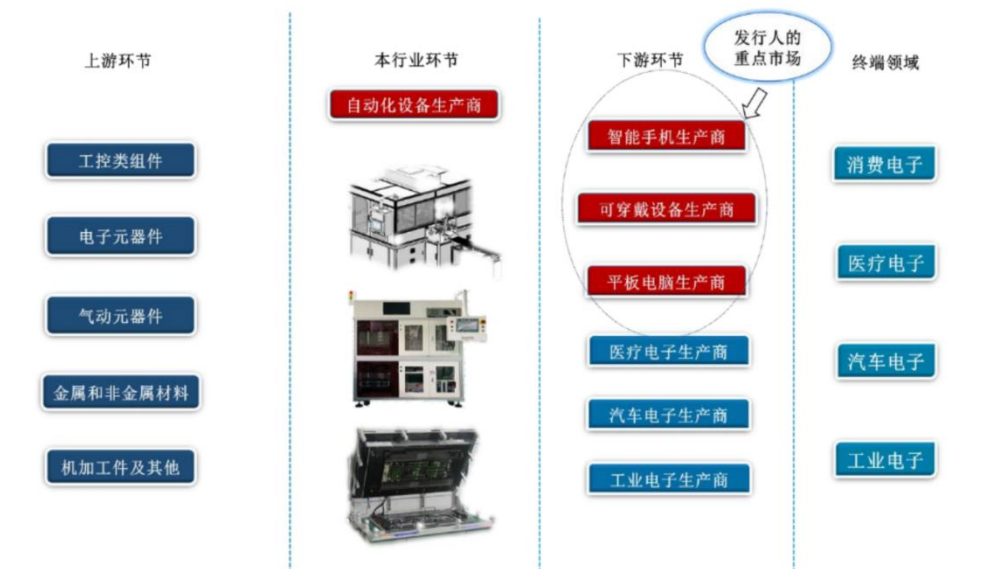 上游环节
工控类组件
电子元器件
气动元器件
金属和非金属材料
机加工件及其他
本行业环节
自动化设备生产商
下游环节
发行人的
重点市场
智能手机生产商
可穿戴设备生产商
平板电脑生产商
医疗电子生产商
汽车电子生产商
工业电子生产商
终端领域
消费电子
医疗电子
汽车电子
工业电子